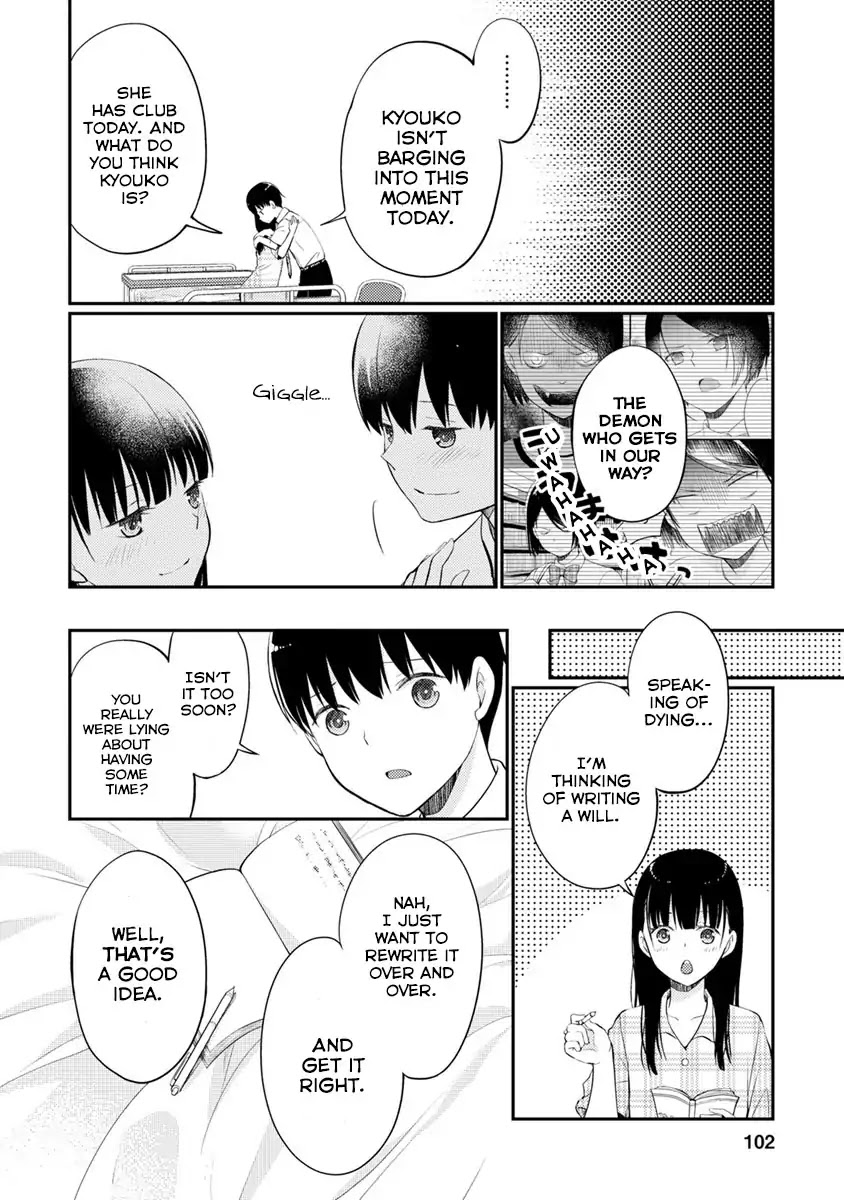 .........
KYOUKO
ISN'T
BARGING
INTO THIS
MOMENT
TODAY.
SHE
HAS CLUB
TODAY. AND
WHAT DO
YOU THINK
KYOUKO
IS?
THE
DEMON
WHO GETS
IN OUR
WAY?
UWAHAHAHAHA
GIGGLE...
SPEAK-
ING OF
DYING...
I'M
THINKING
OF WRITING
A WILL.
ISN'T
IT TOO
SOON?
YOU
REALLY
WERE LYING
ABOUT
HAVING
SOME
TIME?
NAH,
I JUST
WANT TO
REWRITE IT
OVER AND
OVER.
AND
GET IT
RIGHT.
WELL,
THAT'S
A GOOD
IDEA.
102